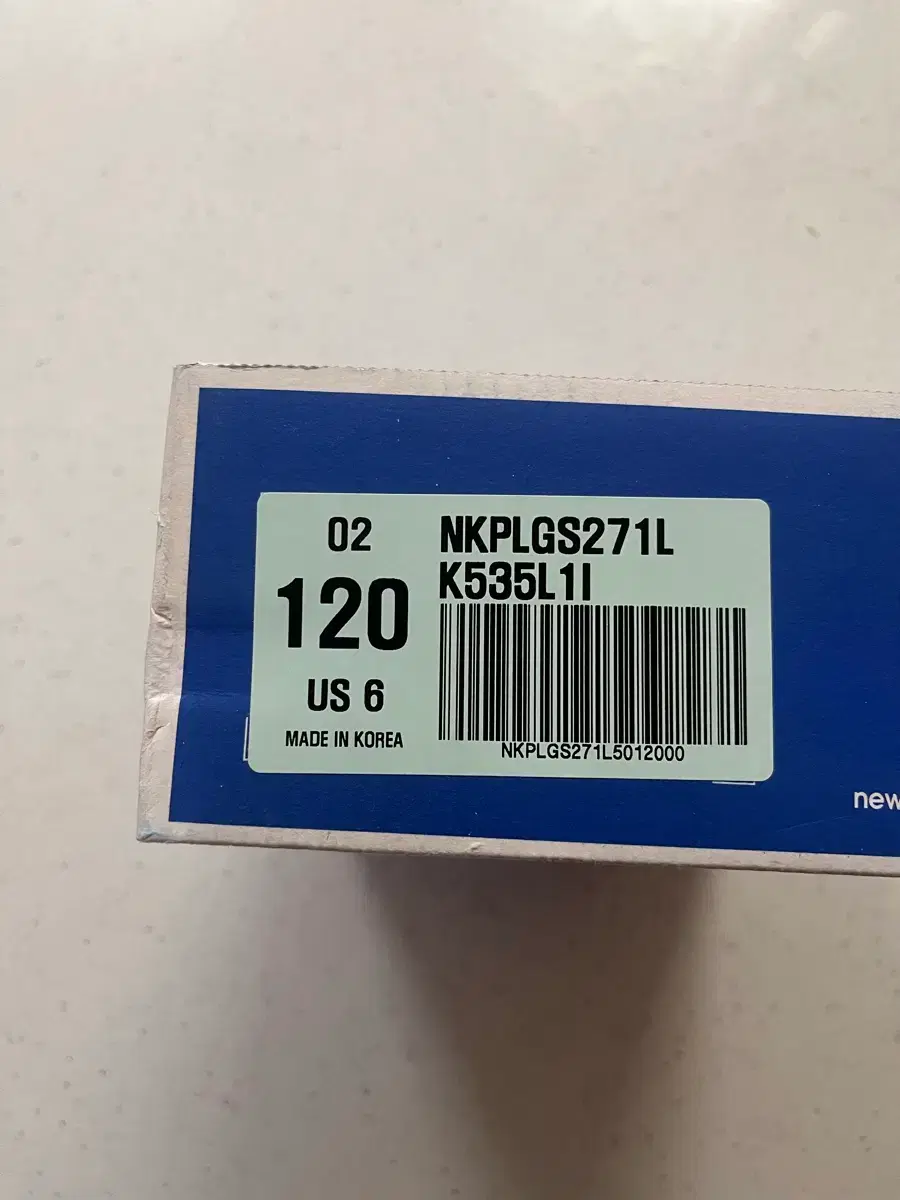 02
120
US 6
MADE IN KOREA
NKPLGS271L
K535L1I
NKPLGS271L5012000
new